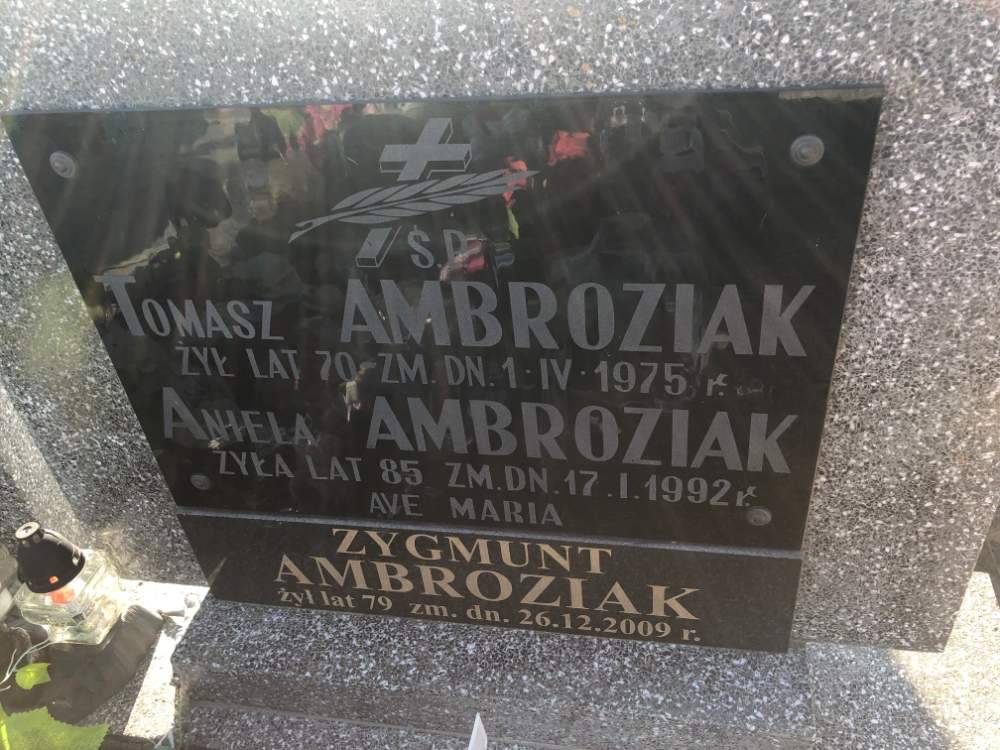 Ś.P.
TOMASZ AMBROZIAK
ŻYŁ LAT 70 ZM. DN. 1·IV·1975 r.
ANIELA AMBROZIAK
ŻYŁA LAT 85 ZM. DN. 17.I.1992 r.
AVE MARIA
ZYGMUNT
AMBROZIAK
żył lat 79 zm. dn. 26.12.2009 r.